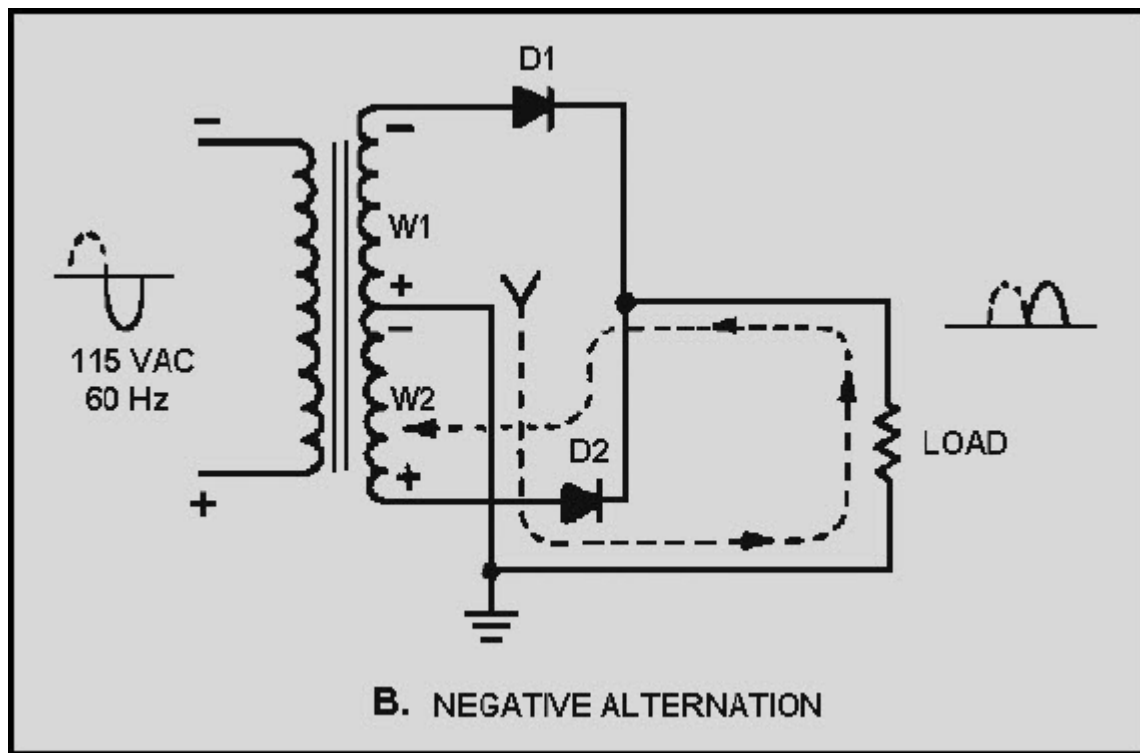 D1
−
−
W1
+
−
115 VAC
60 Hz
W2
D2
+
+
LOAD
B. NEGATIVE ALTERNATION